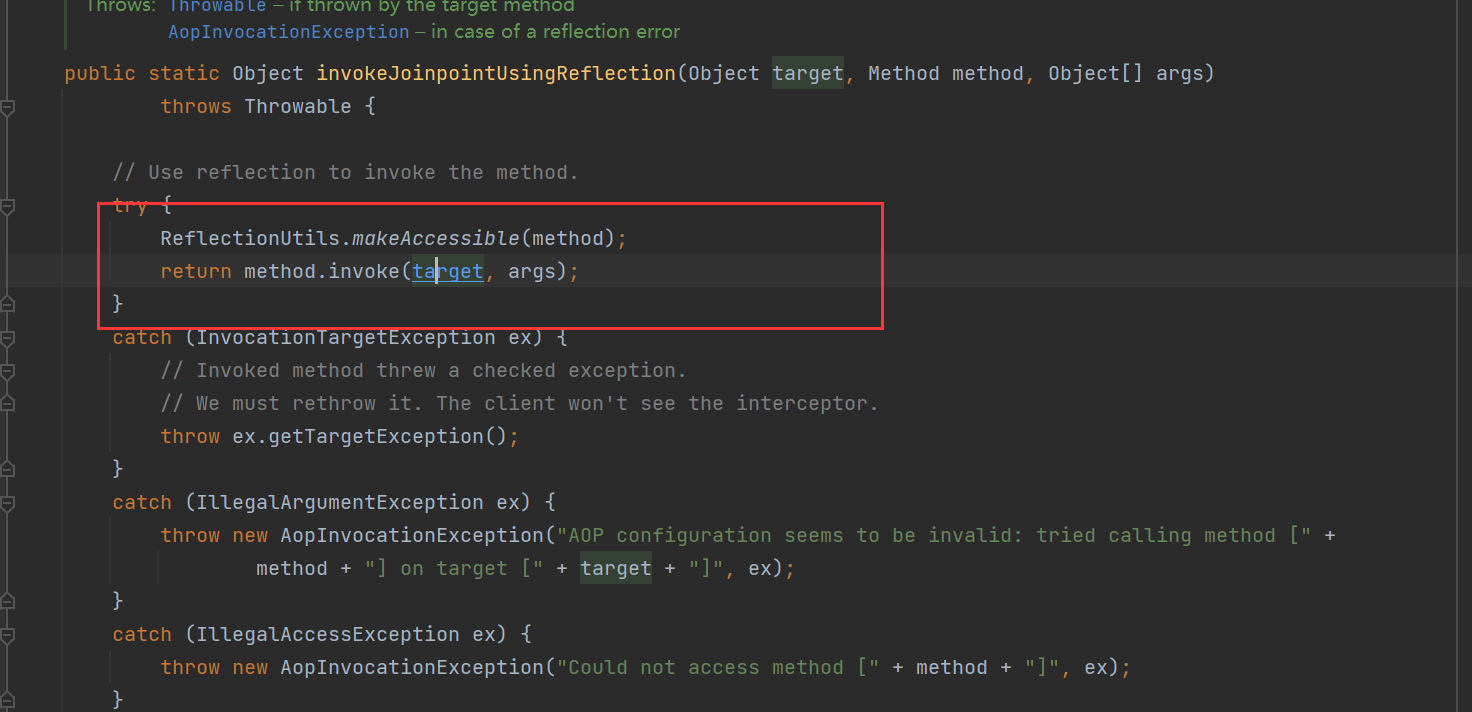 Throws: Throwable – if thrown by the target method
AopInvocationException – in case of a reflection error
public static Object invokeJoinpointUsingReflection(Object target, Method method, Object[] args)
throws Throwable {
// Use reflection to invoke the method.
try {
ReflectionUtils.makeAccessible(method);
return method.invoke(target, args);
}
catch (InvocationTargetException ex) {
// Invoked method threw a checked exception.
// We must rethrow it. The client won't see the interceptor.
throw ex.getTargetException();
}
catch (IllegalArgumentException ex) {
throw new AopInvocationException("AOP configuration seems to be invalid: tried calling method [" +
method + "] on target [" + target + "]", ex);
}
catch (IllegalAccessException ex) {
throw new AopInvocationException("Could not access method [" + method + "]", ex);
}